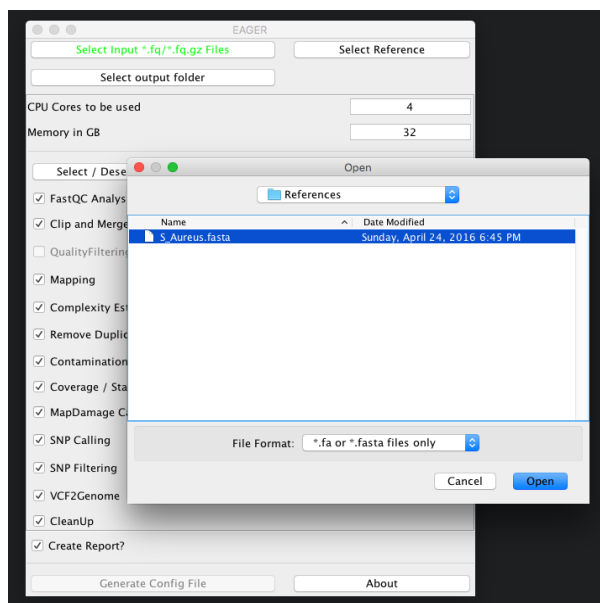 EAGER
Select Input *.fq/*.fq.gz Files
Select Reference
Select output folder
CPU Cores to be used
4
Memory in GB
32
Select / Dese
FastQC Analys
Clip and Merge
QualityFiltering
Mapping
Complexity Est
Remove Duplic
Contamination
Coverage / Sta
MapDamage Ca
SNP Calling
SNP Filtering
VCF2Genome
CleanUp
Create Report?
Generate Config File
About
Open
References
Name
Date Modified
S_Aureus.fasta
Sunday, April 24, 2016 6:45 PM
File Format:
*.fa or *.fasta files only
Cancel
Open